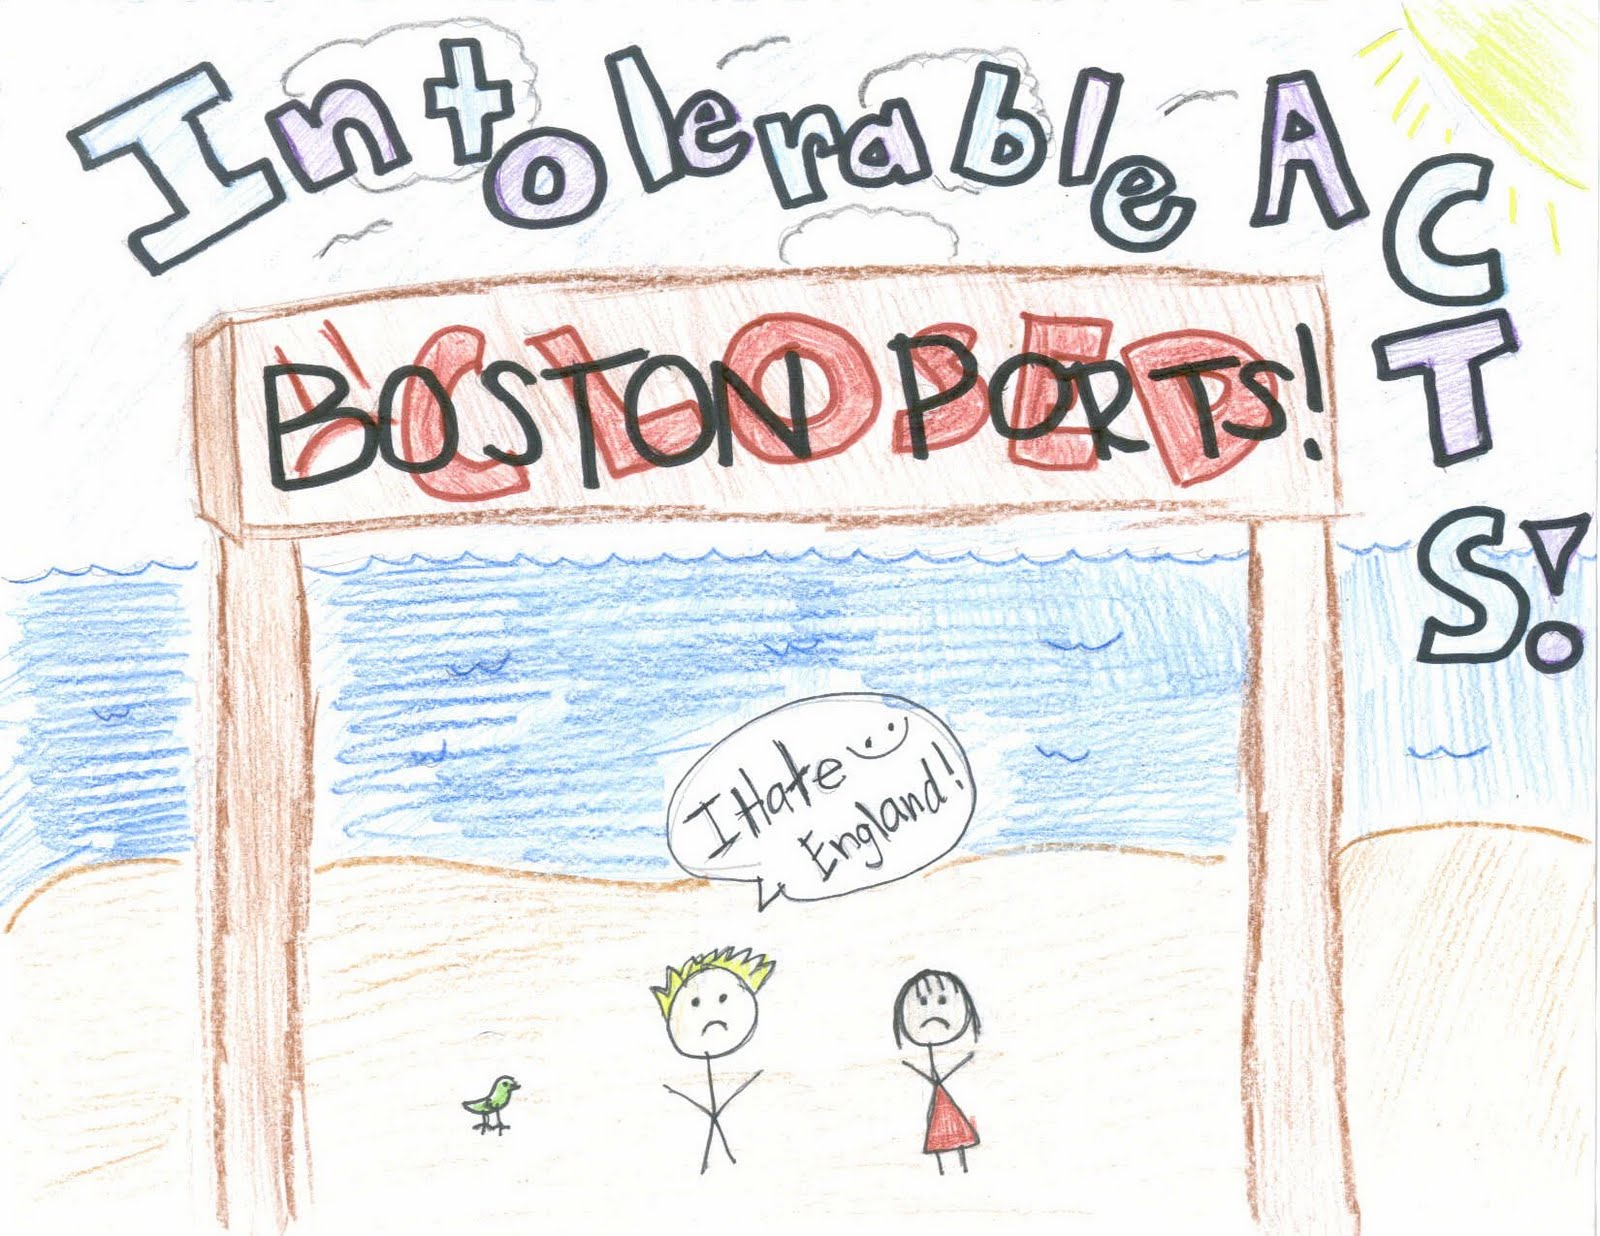 Intolerable ACTS!
BOSTON PORTS!
CLOSED
I Hate
England!